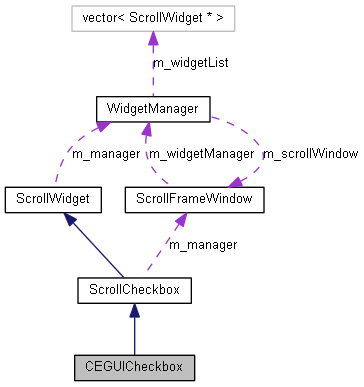 vector< ScrollWidget * >
m_widgetList
WidgetManager
m_manager
m_widgetManager
m_scrollWindow
ScrollWidget
ScrollFrameWindow
m_manager
ScrollCheckbox
CEGUICheckbox